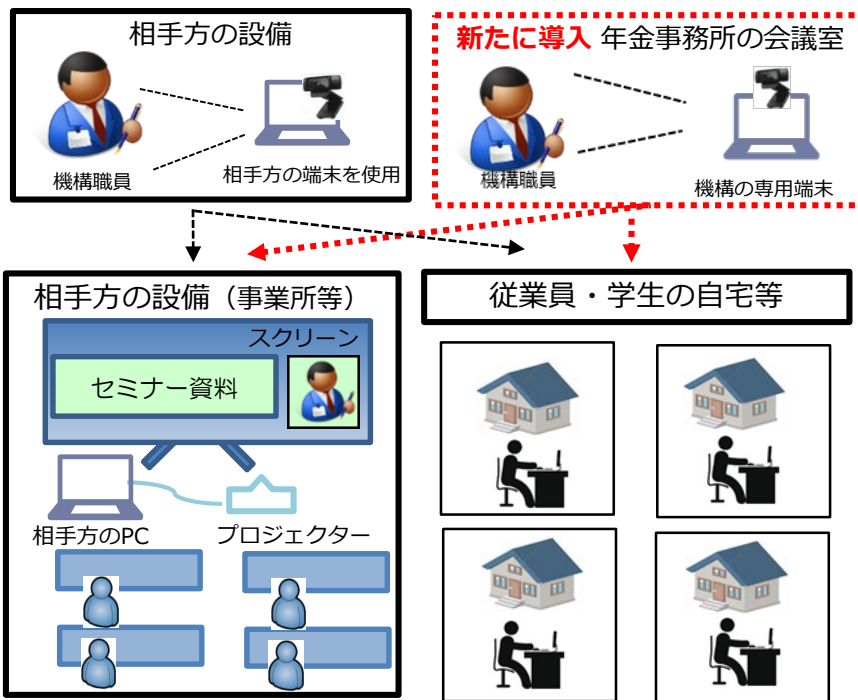 相手方の設備
機構職員
相手方の端末を使用
新たに導入 年金事務所の会議室
機構職員
機構の専用端末
相手方の設備（事業所等）
スクリーン
セミナー資料
相手方のPC
プロジェクター
従業員・学生の自宅等